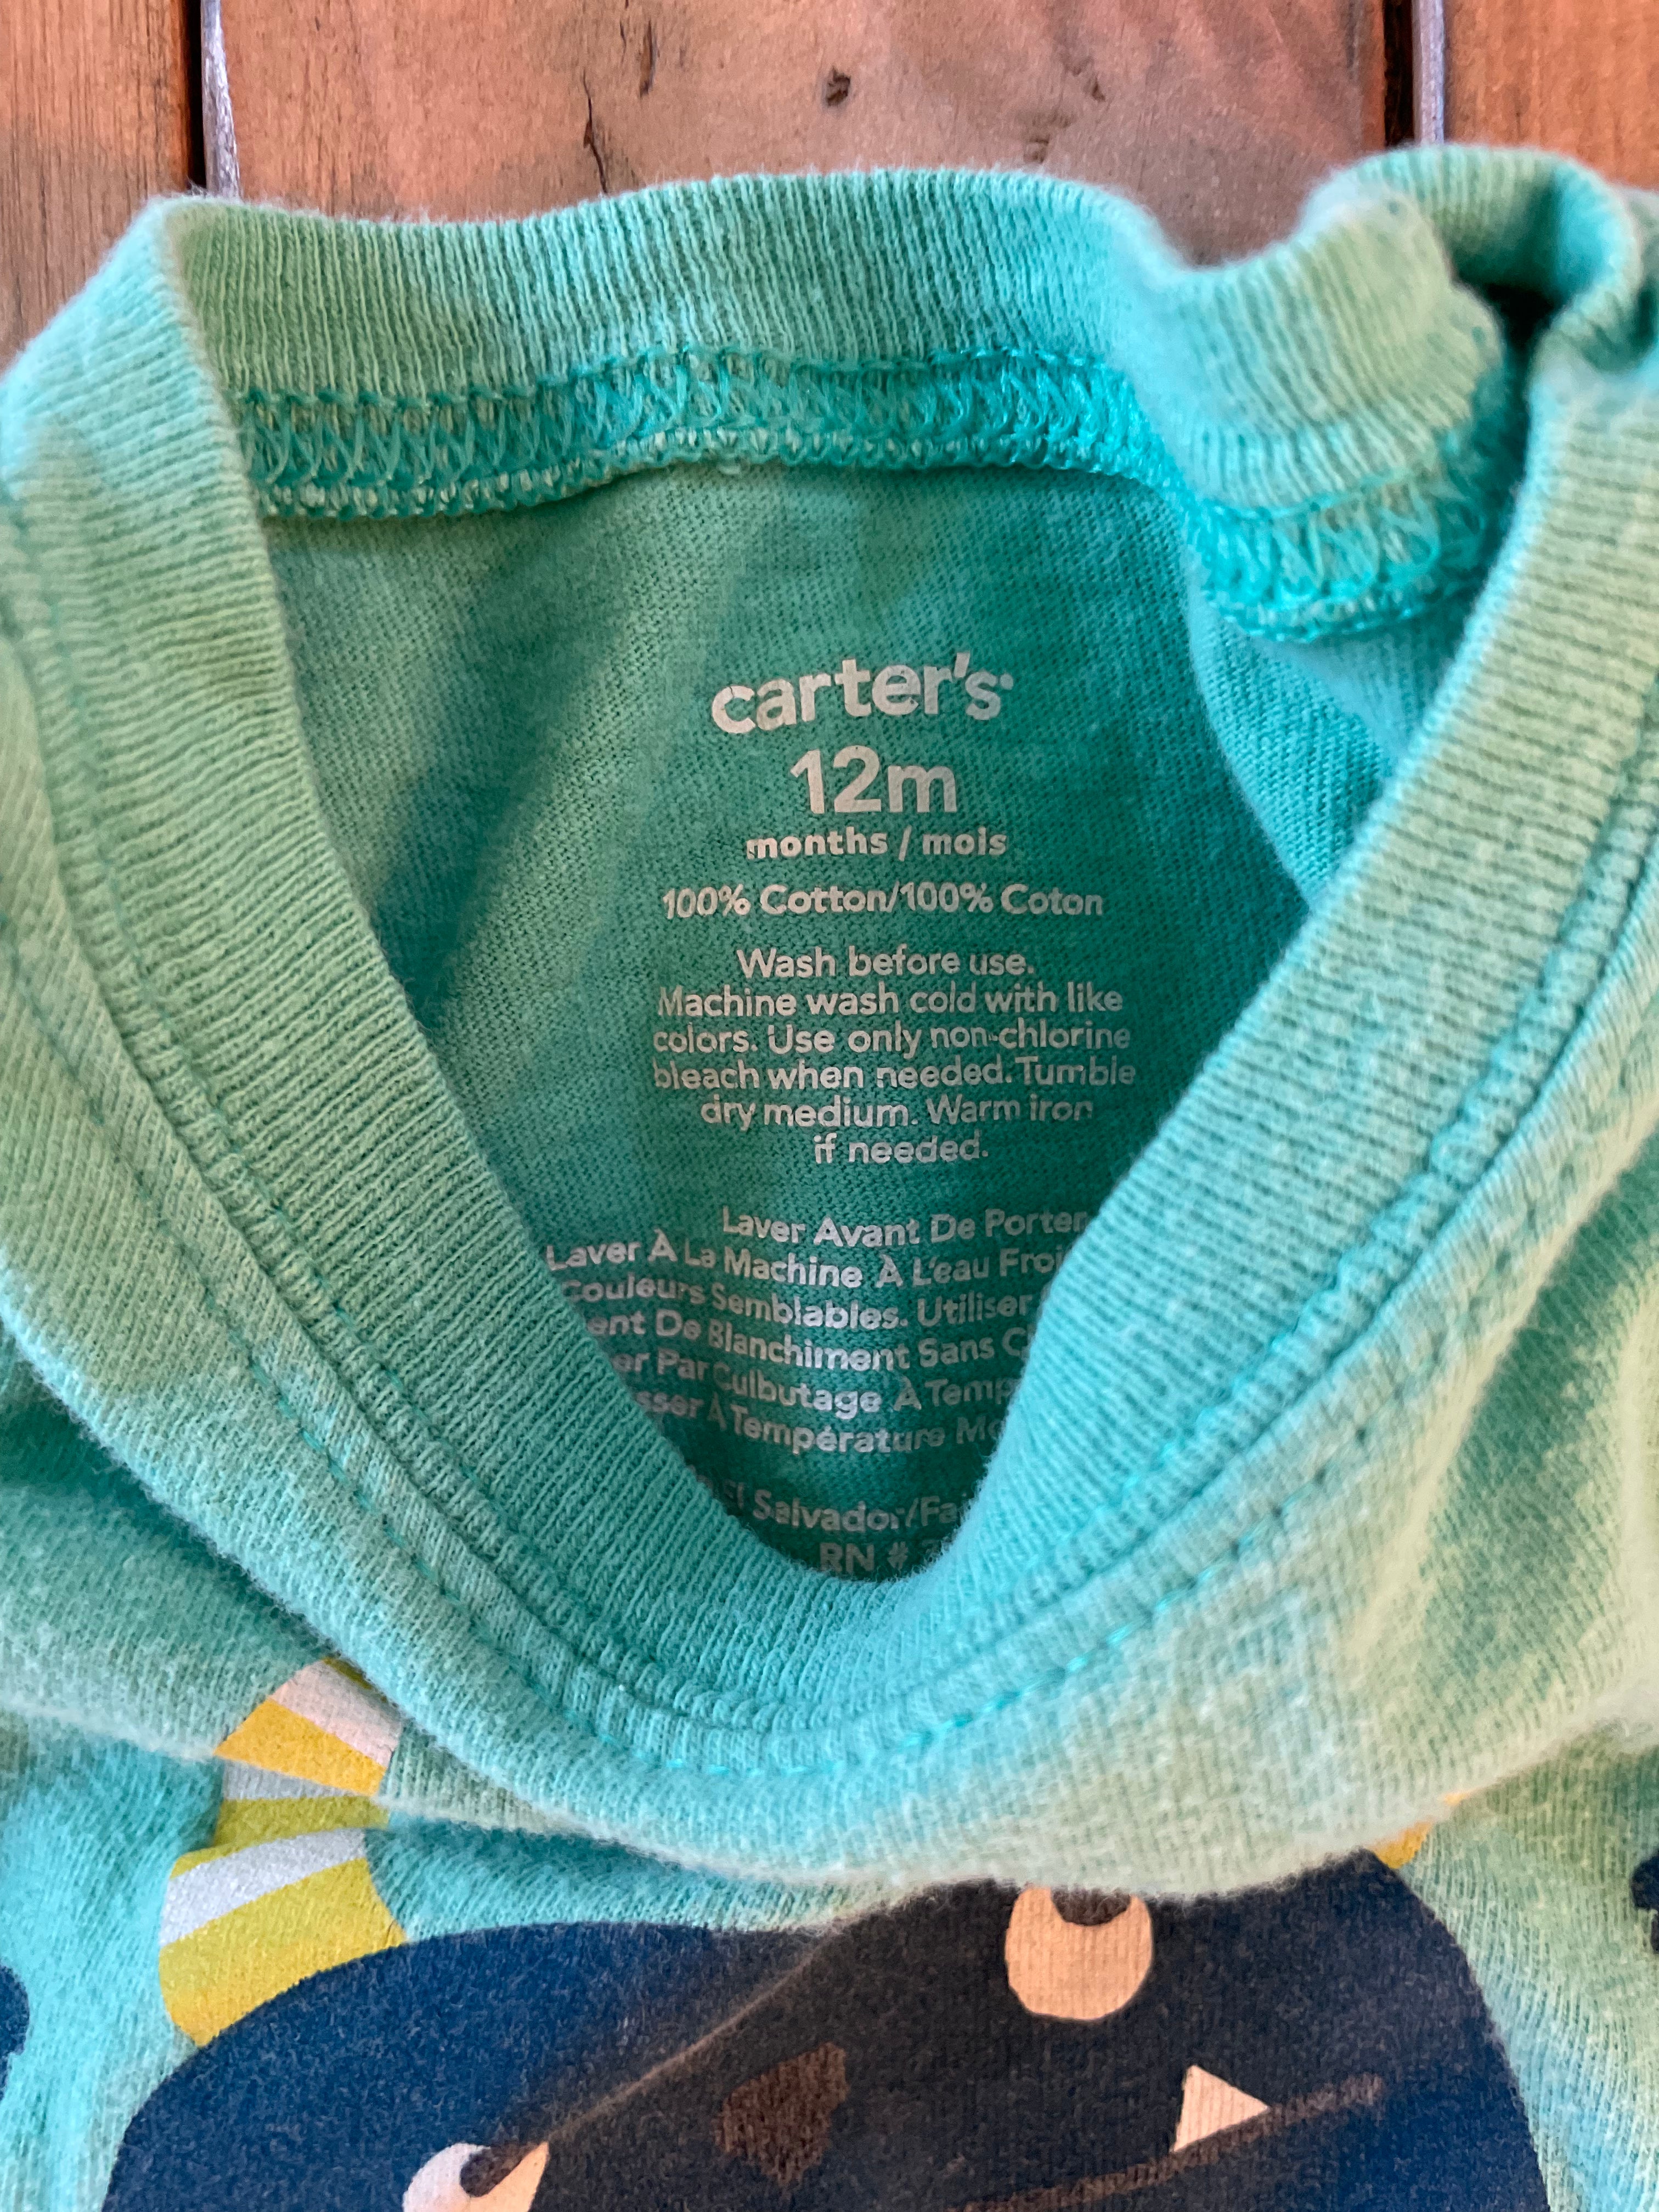 carter's
12m
months / mois
100% Cotton/100% Coton
Wash before use.
Machine wash cold with like
colors. Use only non-chlorine
bleach when needed. Tumble
dry medium. Warm iron
if needed.
Laver Avant De Porter
Laver À La Machine À L'eau
Couleurs Semblables. Utiliser
De Blanchiment Sans
Par Culbutage À
À Température
Salvador/
RN #